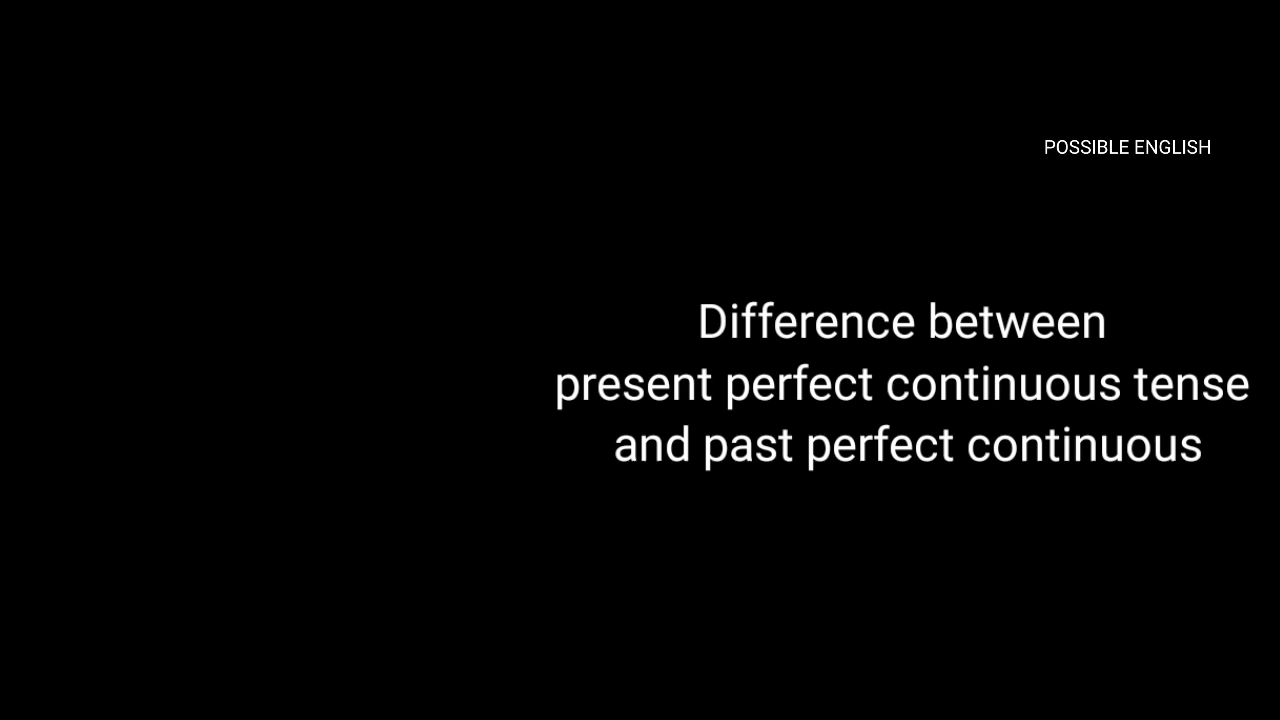 POSSIBLE ENGLISH
Difference between
present perfect continuous tense
and past perfect continuous